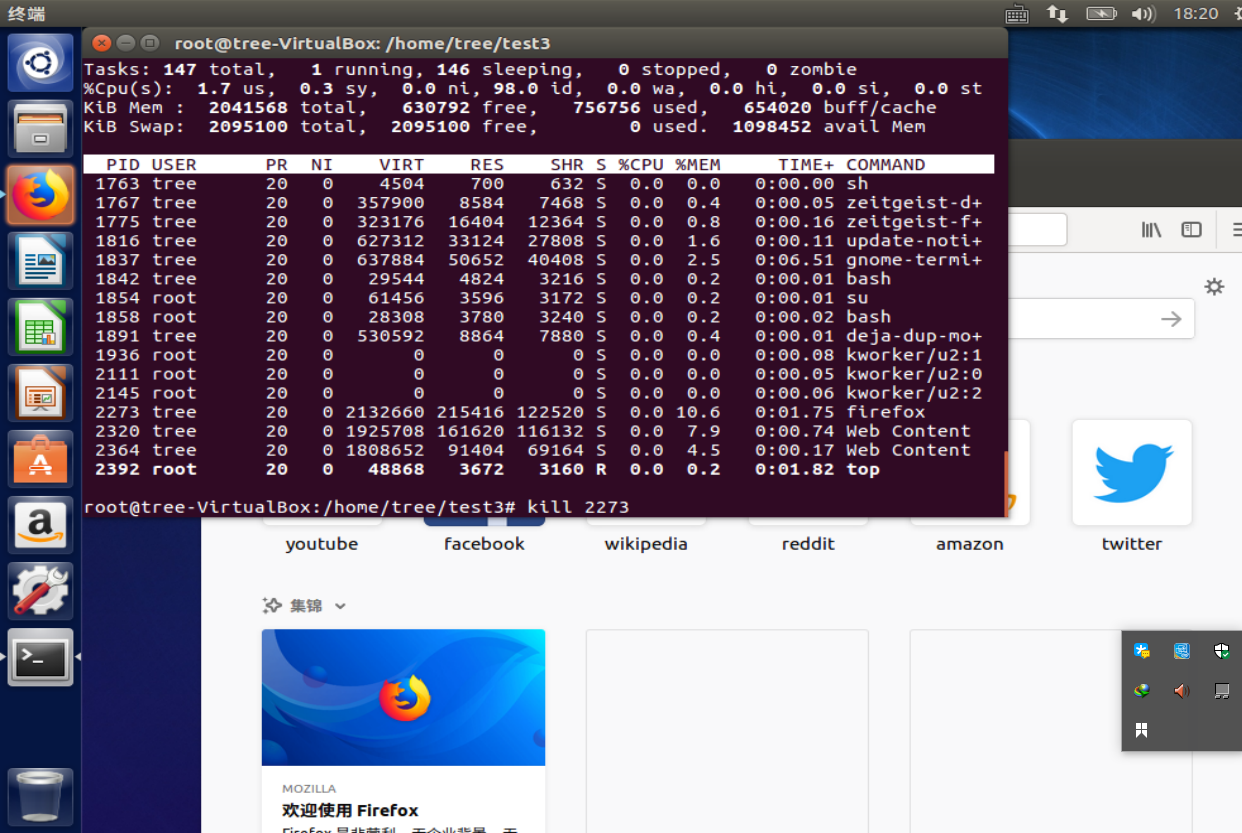 终端
18:20
root@tree-VirtualBox: /home/tree/test3
Tasks: 147 total,   1 running, 146 sleeping,   0 stopped,   0 zombie
%Cpu(s):  1.7 us,  0.3 sy,  0.0 ni, 98.0 id,  0.0 wa,  0.0 hi,  0.0 si,  0.0 st
KiB Mem :  2041568 total,   630792 free,   756756 used,   654020 buff/cache
KiB Swap:  2095100 total,  2095100 free,        0 used.  1098452 avail Mem
PID USER      PR  NI    VIRT    RES    SHR S %CPU %MEM     TIME+ COMMAND
1763 tree      20   0    4504    700    632 S  0.0  0.0   0:00.00 sh
1767 tree      20   0  357900   8584   7468 S  0.0  0.4   0:00.05 zeitgeist-d+
1775 tree      20   0  323176  16404  12364 S  0.0  0.8   0:00.16 zeitgeist-f+
1816 tree      20   0  627312  33124  27808 S  0.0  1.6   0:00.11 update-noti+
1837 tree      20   0  637884  50652  40408 S  0.0  2.5   0:06.51 gnome-termi+
1842 tree      20   0   29544   4824   3216 S  0.0  0.2   0:00.01 bash
1854 root      20   0   61456   3596   3172 S  0.0  0.2   0:00.01 su
1858 root      20   0   28308   3780   3240 S  0.0  0.2   0:00.02 bash
1891 tree      20   0  530592   8864   7880 S  0.0  0.4   0:00.01 deja-dup-mo+
1936 root      20   0       0      0      0 S  0.0  0.0   0:00.08 kworker/u2:1
2111 root      20   0       0      0      0 S  0.0  0.0   0:00.05 kworker/u2:0
2145 root      20   0       0      0      0 S  0.0  0.0   0:00.06 kworker/u2:2
2273 tree      20   0 2132660 215416 122520 S  0.0 10.6   0:01.75 firefox
2320 tree      20   0 1925708 161620 116132 S  0.0  7.9   0:00.74 Web Content
2364 tree      20   0 1808652  91404  69164 S  0.0  4.5   0:00.17 Web Content
2392 root      20   0   48868   3672   3160 R  0.0  0.2   0:01.82 top
root@tree-VirtualBox:/home/tree/test3# kill 2273
youtube facebook wikipedia reddit amazon twitter
集锦
MOZILLA
欢迎使用 Firefox